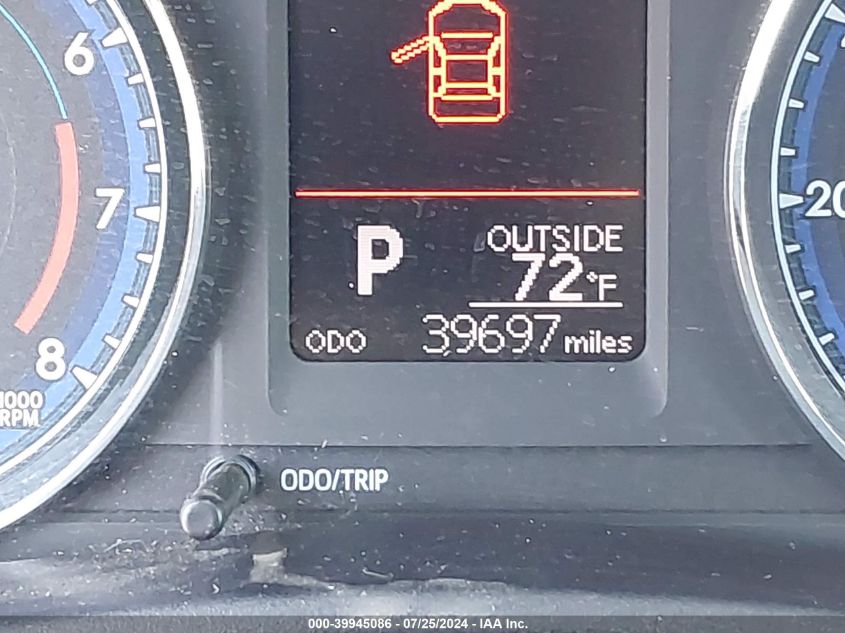 6
7
8
1000
RPM
P
OUTSIDE
72°F
ODO 39697 miles
20
ODO/TRIP
000-39945086 - 07/25/2024 - IAA Inc.